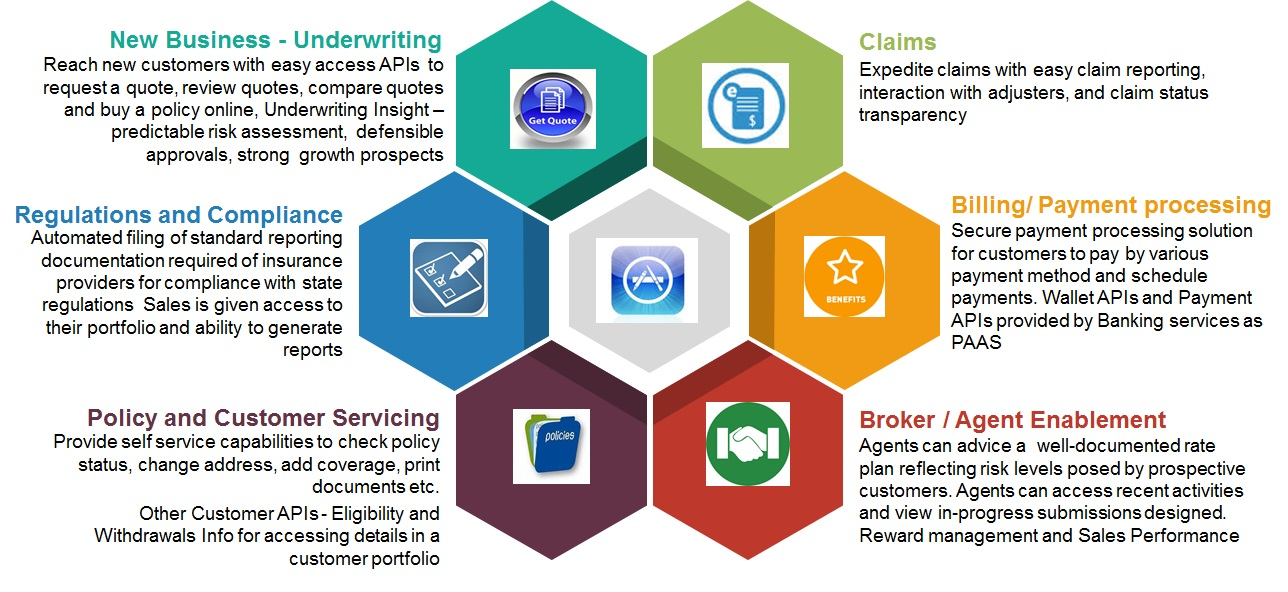 New Business - Underwriting
Reach new customers with easy access APIs to
request a quote, review quotes, compare quotes
and buy a policy online, Underwriting Insight –
predictable risk assessment, defensible
approvals, strong growth prospects
Get Quote
Claims
Expedite claims with easy claim reporting,
interaction with adjusters, and claim status
transparency
e
$
Regulations and Compliance
Automated filing of standard reporting
documentation required of insurance
providers for compliance with state
regulations Sales is given access to
their portfolio and ability to generate
reports
Billing/ Payment processing
Secure payment processing solution
for customers to pay by various
payment method and schedule
payments. Wallet APIs and Payment
APIs provided by Banking services as
PAAS
BENEFITS
Policy and Customer Servicing
Provide self service capabilities to check policy
status, change address, add coverage, print
documents etc.
Other Customer APIs - Eligibility and
Withdrawals Info for accessing details in a
customer portfolio
policies
Broker / Agent Enablement
Agents can advice a well-documented rate
plan reflecting risk levels posed by prospective
customers. Agents can access recent activities
and view in-progress submissions designed.
Reward management and Sales Performance